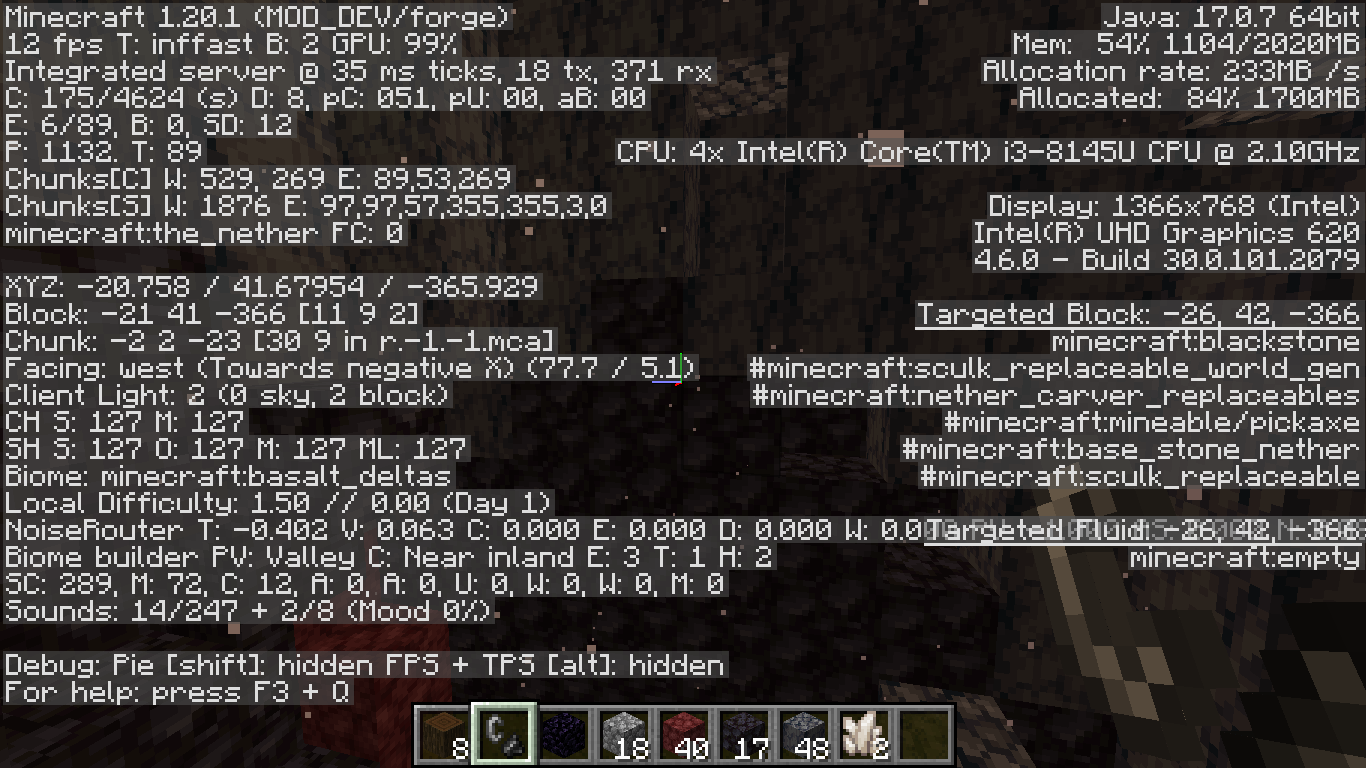 Minecraft 1.20.1 (MOD_DEV/forge)
12 fps T: inffast B: 2 GPU: 99%
Integrated server @ 35 ms ticks, 18 tx, 371 rx
C: 175/4624 (s) D: 8, pC: 051, pU: 00, aB: 00
E: 6/89, B: 0, SD: 12
P: 1132. T: 89
Chunks[C] W: 529, 269 E: 89,53,269
Chunks[S] W: 1876 E: 97,97,57,355,355,3,0
minecraft:the_nether FC: 0
XYZ: -20.758 / 41.67954 / -365.929
Block: -21 41 -366 [11 9 2]
Chunk: -2 2 -23 [30 9 in r.-1.-1.mca]
Facing: west (Towards negative X) (77.7 / 5.1)
Client Light: 2 (0 sky, 2 block)
CH S: 127 M: 127
SH S: 127 O: 127 M: 127 ML: 127
Biome: minecraft:basalt_deltas
Local Difficulty: 1.50 // 0.00 (Day 1)
NoiseRouter T: -0.402 V: 0.063 C: 0.000 E: 0.000 D: 0.000 W: 0.00
Biome builder PV: Valley C: Near inland E: 3 T: 1 H: 2
SC: 289, M: 72, C: 12, A: 0, A: 0, U: 0, W: 0, W: 0, M: 0
Sounds: 14/247 + 2/8 (Mood 0%)
Debug: Pie [shift]: hidden FPS + TPS [alt]: hidden
For help: press F3 + Q
Java: 17.0.7 64bit
Mem: 54% 1104/2020MB
Allocation rate: 233MB /s
Allocated: 84% 1700MB
CPU: 4x Intel(R) Core(TM) i3-8145U CPU @ 2.10GHz
Display: 1366x768 (Intel)
Intel(R) UHD Graphics 620
4.6.0 - Build 30.0.101.2079
Targeted Block: -26, 42, -366
minecraft:blackstone
#minecraft:sculk_replaceable_world_gen
#minecraft:nether_carver_replaceables
#minecraft:mineable/pickaxe
#minecraft:base_stone_nether
#minecraft:sculk_replaceable
Targeted Fluid: -26, 42, -366
minecraft:empty
8 18 40 17 48 2